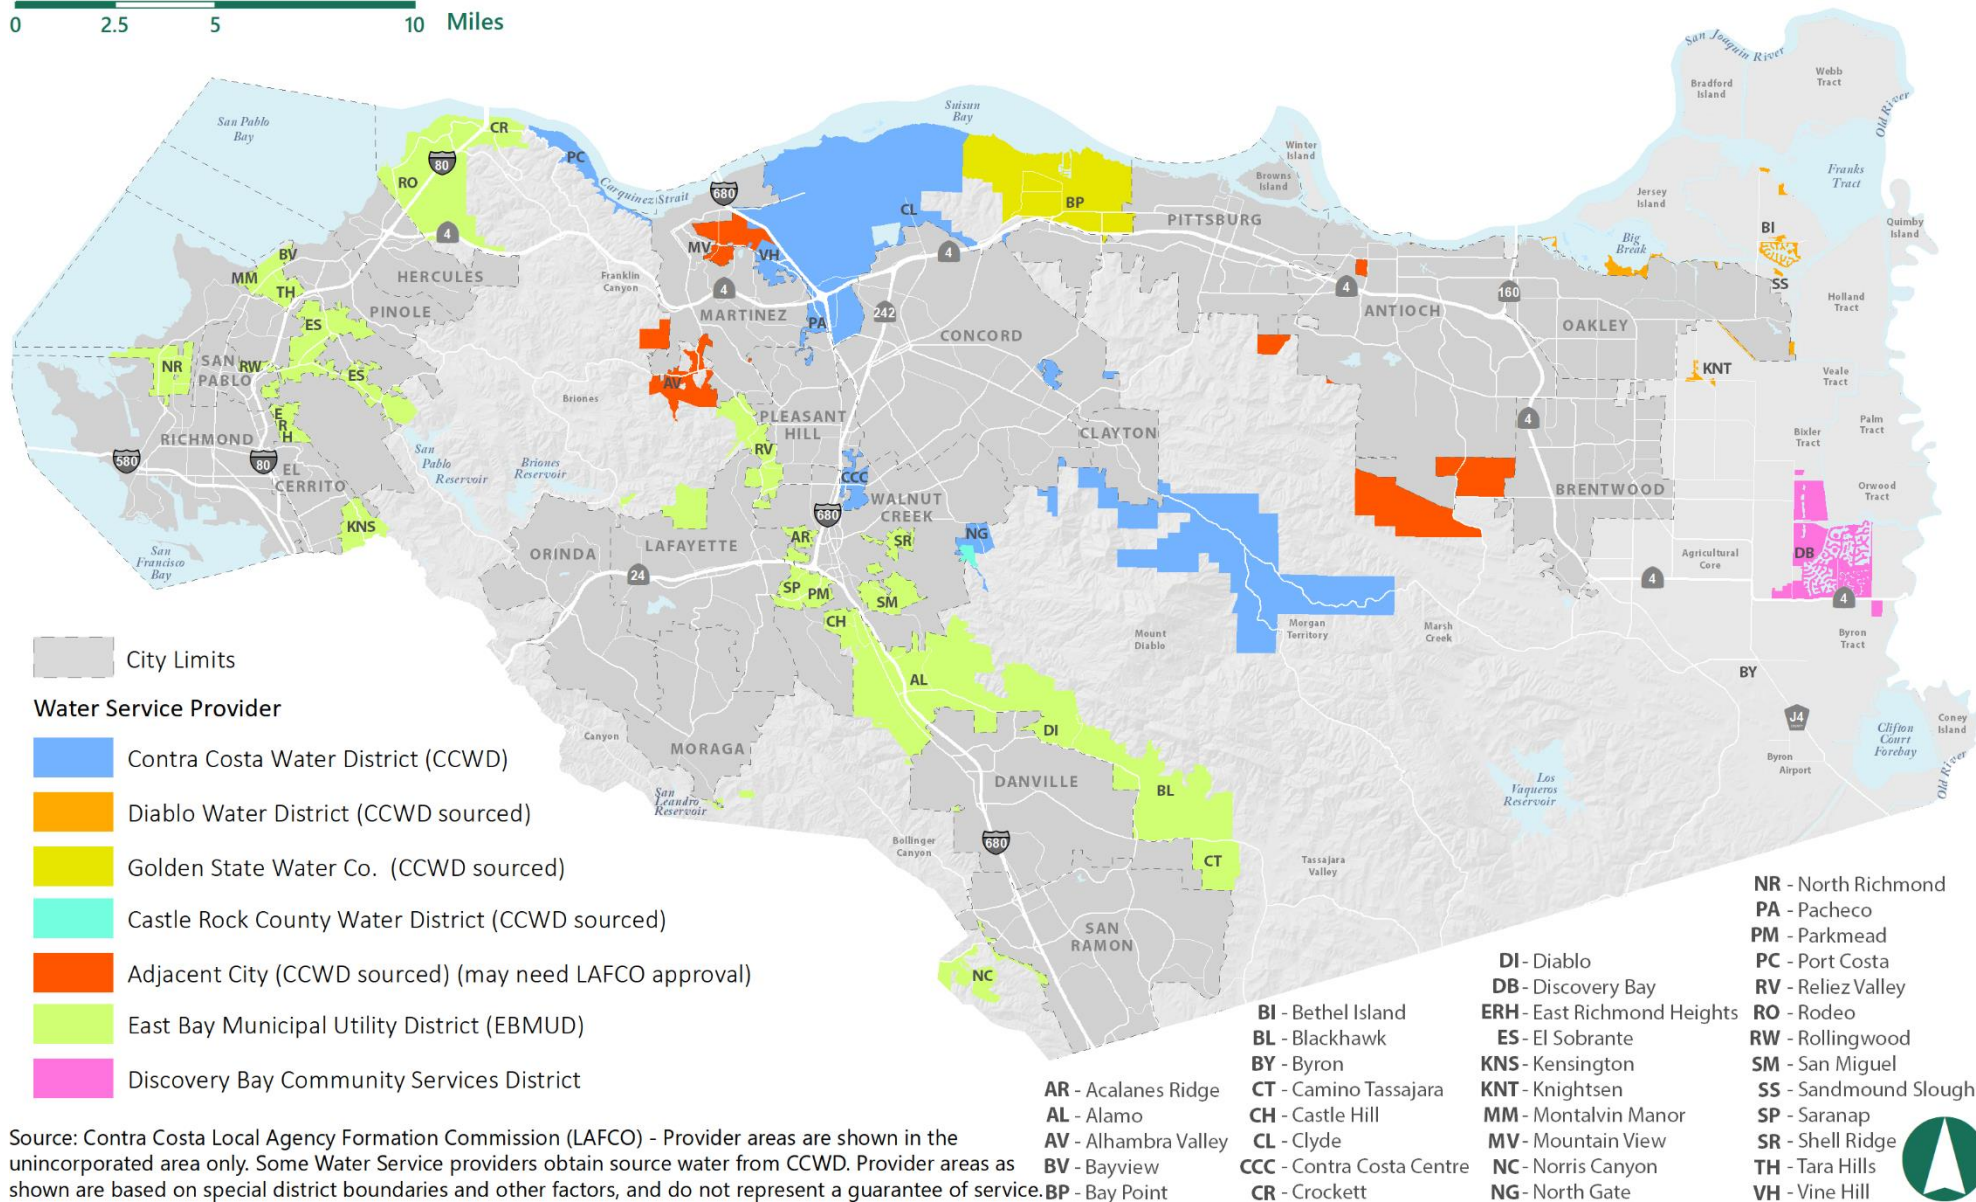 0 2.5 5 10 Miles
San Joaquin River
Bradford
Island
Webb
Tract
Old River
San Pablo
Bay
Suisun
Bay
CR
80
PC
RO
Carquinez Strait
680
Winter
Island
Browns
Island
Franks
Tract
Jersey
Island
Quimby
Island
CL
BP
PITTSBURG
BI
4
MV
VH
4
Big
Break
BV
MM
TH
HERCULES
Franklin
Canyon
4
SS
PINOLE
ES
MARTINEZ
PA
242
CONCORD
4
ANTIOCH
160
OAKLEY
Holland
Tract
NR
SAN
PABLO
RW
ES
AV
KNT
Veale
Tract
Briones
E
R
H
RICHMOND
PLEASANT
HILL
CLAYTON
4
Palm
Tract
Bixler
Tract
580
80
EL
CERRITO
San
Pablo
Reservoir
Briones
Reservoir
RV
CCC
WALNUT
CREEK
680
BRENTWOOD
Orwood
Tract
KNS
San
Francisco
Bay
ORINDA
LAFAYETTE
AR
SR
NG
DB
Agricultural
Core
24
SP
PM
SM
4
4
CH
Mount
Diablo
Morgan
Territory
Marsh
Creek
Byron
Tract
AL
BY
DI
J4
Canyon
MORAGA
Clifton
Court
Forebay
Coney
Island
Byron
Airport
Old River
DANVILLE
BL
Los
Vaqueros
Reservoir
San
Leandro
Reservoir
Bollinger
Canyon
680
CT
Tassajara
Valley
SAN
RAMON
NC
City Limits
Water Service Provider
Contra Costa Water District (CCWD)
Diablo Water District (CCWD sourced)
Golden State Water Co. (CCWD sourced)
Castle Rock County Water District (CCWD sourced)
Adjacent City (CCWD sourced) (may need LAFCO approval)
East Bay Municipal Utility District (EBMUD)
Discovery Bay Community Services District
Source: Contra Costa Local Agency Formation Commission (LAFCO) - Provider areas are shown in the
unincorporated area only. Some Water Service providers obtain source water from CCWD. Provider areas as
shown are based on special district boundaries and other factors, and do not represent a guarantee of service.
AR - Acalanes Ridge
AL - Alamo
AV - Alhambra Valley
BV - Bayview
BP - Bay Point
BI - Bethel Island
BL - Blackhawk
BY - Byron
CT - Camino Tassajara
CH - Castle Hill
CL - Clyde
CCC - Contra Costa Centre
CR - Crockett
DI - Diablo
DB - Discovery Bay
ERH - East Richmond Heights
ES - El Sobrante
KNS - Kensington
KNT - Knightsen
MM - Montalvin Manor
MV - Mountain View
NC - Norris Canyon
NG - North Gate
NR - North Richmond
PA - Pacheco
PM - Parkmead
PC - Port Costa
RV - Reliez Valley
RO - Rodeo
RW - Rollingwood
SM - San Miguel
SS - Sandmound Slough
SP - Saranap
SR - Shell Ridge
TH - Tara Hills
VH - Vine Hill